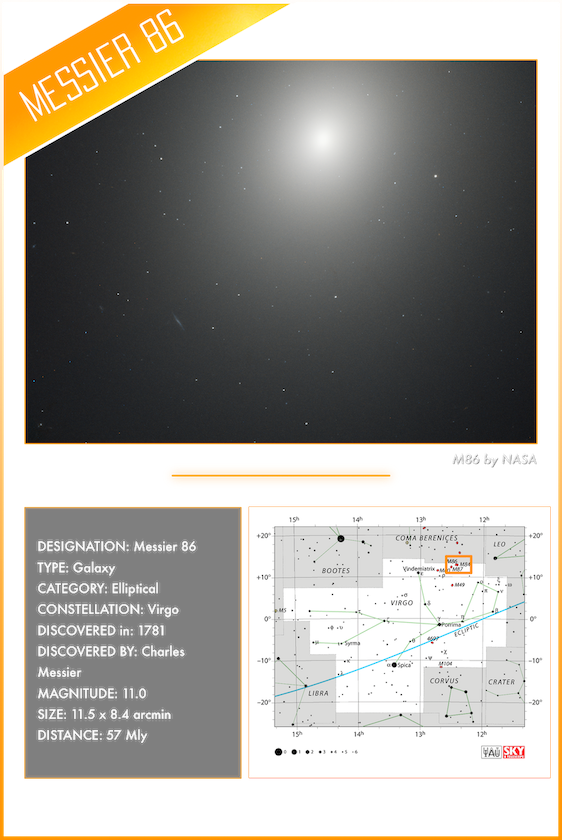 MESSIER 86
M86 by NASA
DESIGNATION: Messier 86
TYPE: Galaxy
CATEGORY: Elliptical
CONSTELLATION: Virgo
DISCOVERED in: 1781
DISCOVERED BY: Charles
Messier
MAGNITUDE: 11.0
SIZE: 11.5 x 8.4 arcmin
DISTANCE: 57 Mly
15h 14h 13h 12h
+20° COMA BERENICES +20°
LEO
M86 M84
Vindemiatrix M87
BOOTES
+10° +10°
M49
M5 VIRGO
0° Porrima 0°
ECLIPTIC
Syrma
Spica
−10° M104 −10°
LIBRA CORVUS CRATER
−20° −20°
15h 14h 13h 12h
0 1 2 3 4 5 6
IAU SKY